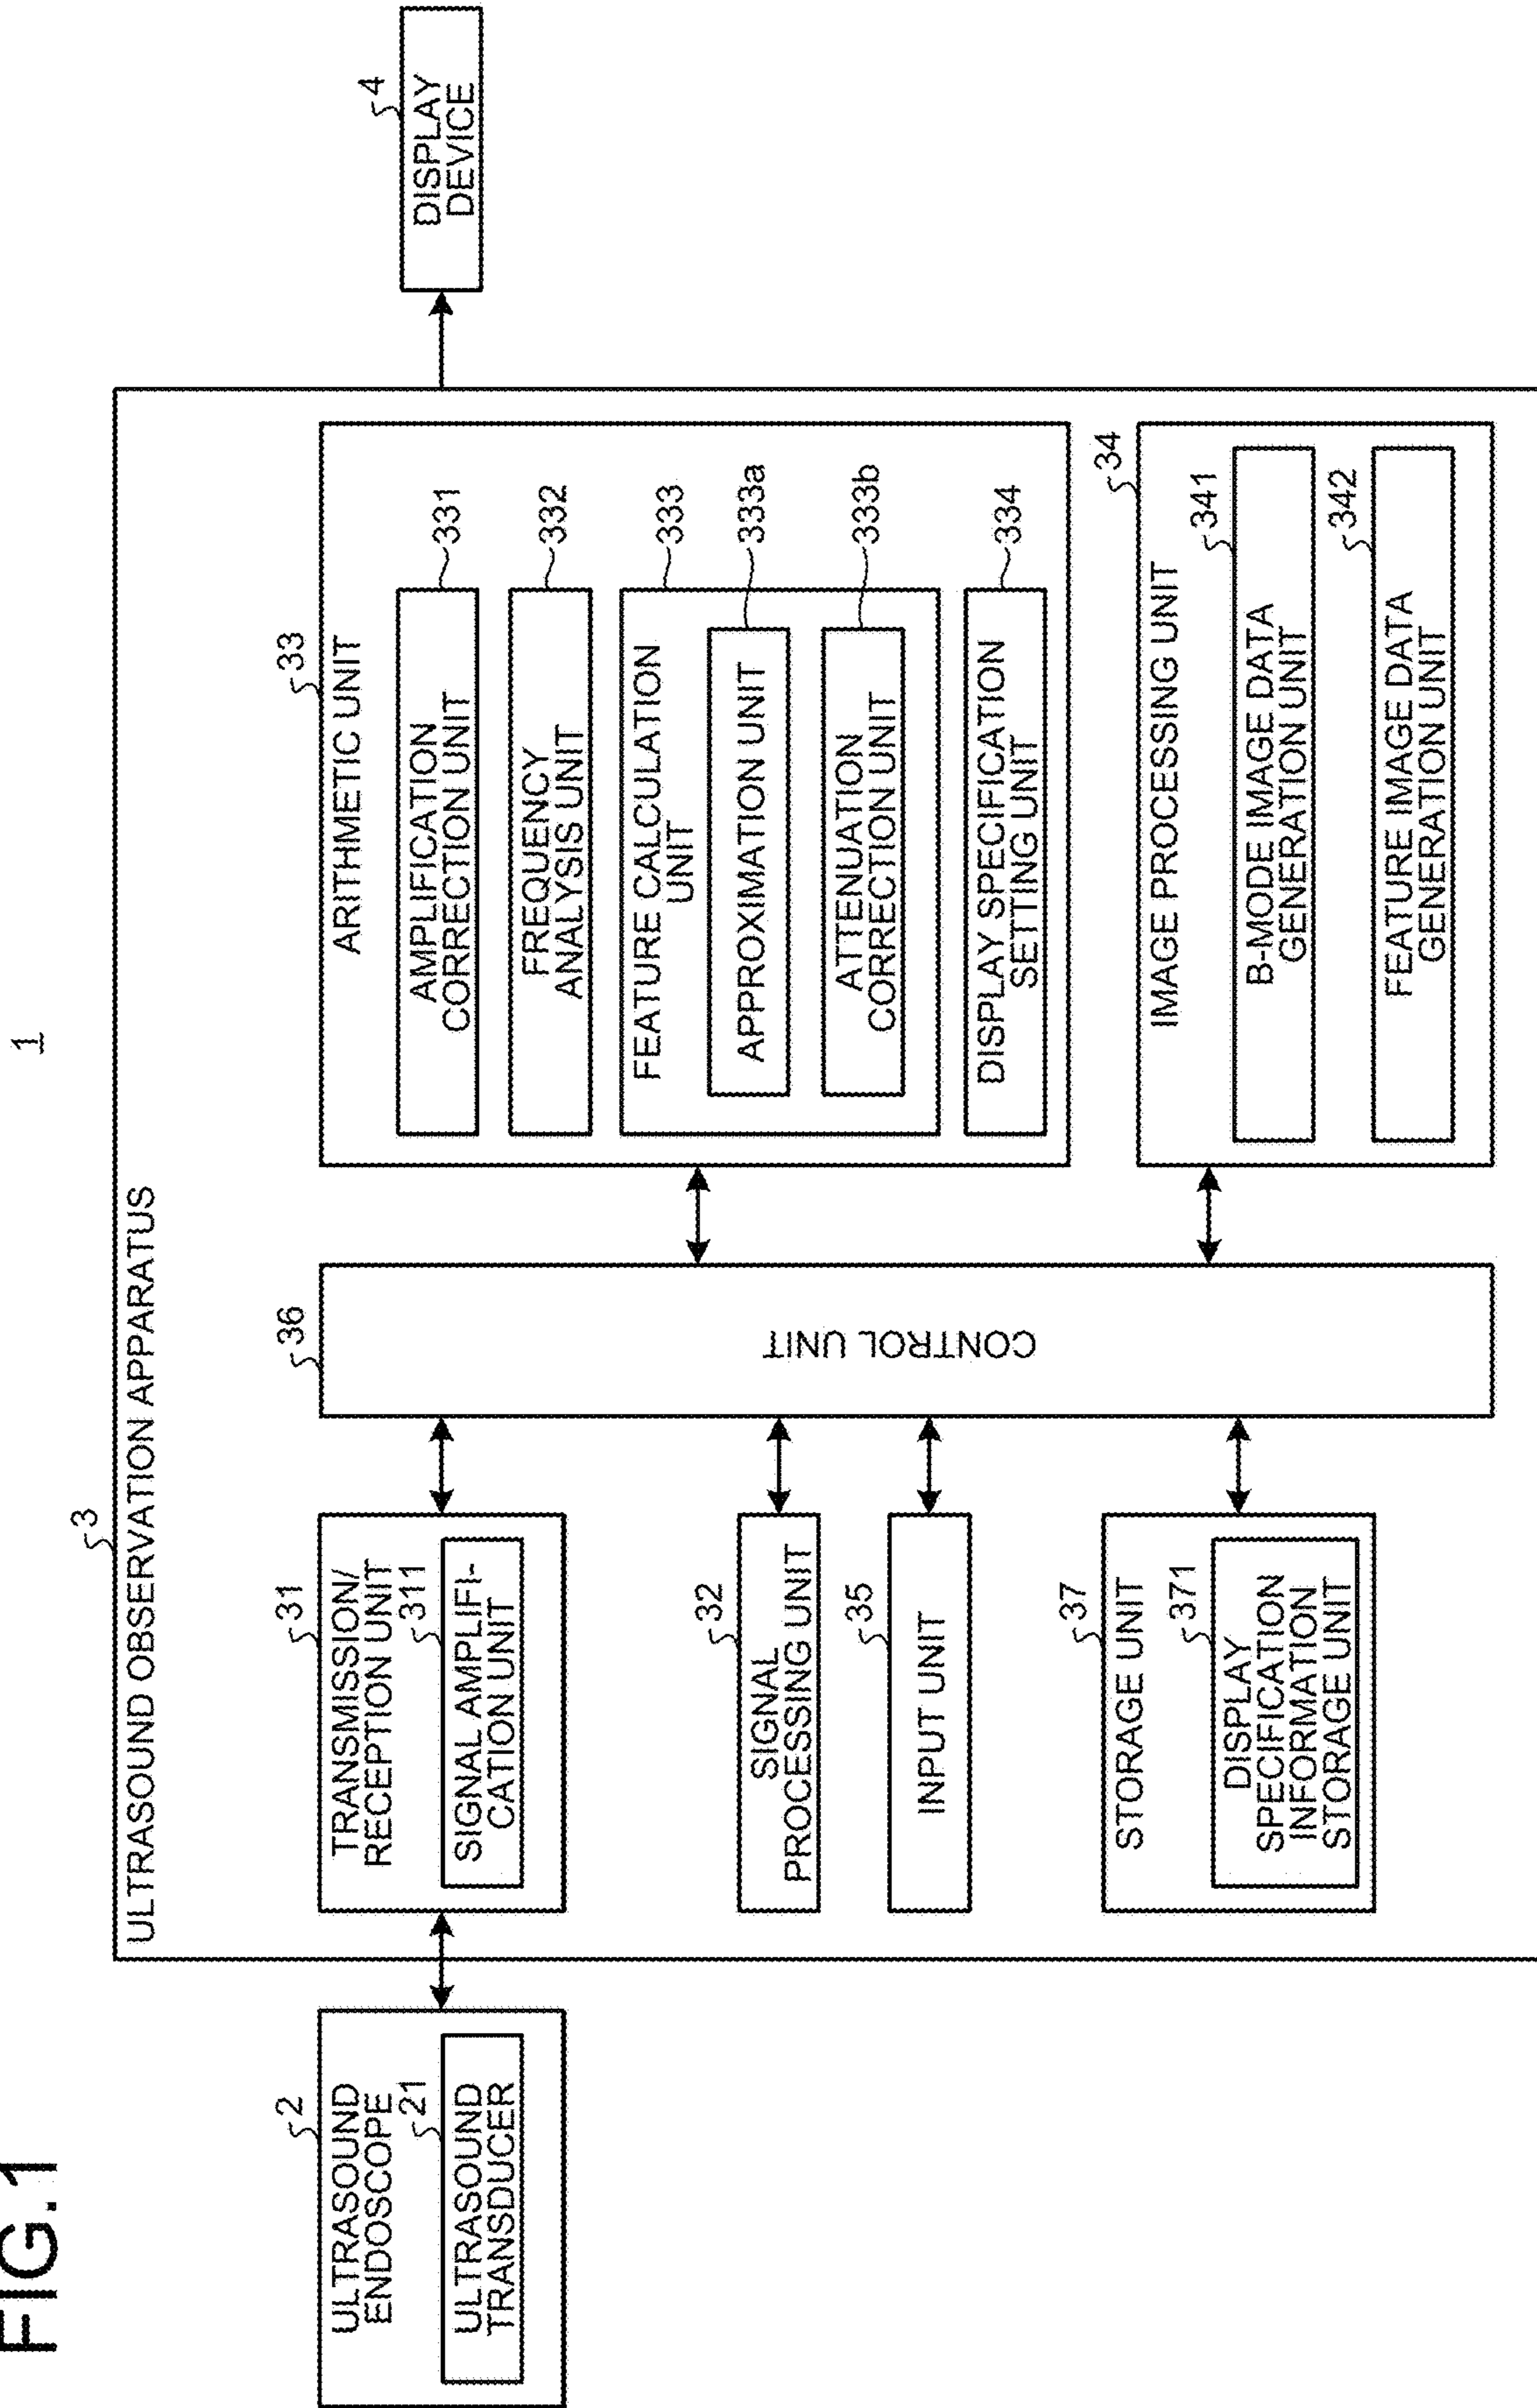 FIG.1
1
3
ULTRASOUND OBSERVATION APPARATUS
2
ULTRASOUND
ENDOSCOPE
21
ULTRASOUND
TRANSDUCER
31
TRANSMISSION/
RECEPTION UNIT
311
SIGNAL AMPLIFI-
CATION UNIT
32
SIGNAL
PROCESSING UNIT
35
INPUT UNIT
37
STORAGE UNIT
371
DISPLAY
SPECIFICATION
INFORMATION
STORAGE UNIT
36
CONTROL UNIT
33
ARITHMETIC UNIT
AMPLIFICATION
CORRECTION UNIT
331
FREQUENCY
ANALYSIS UNIT
332
FEATURE CALCULATION
UNIT
333
APPROXIMATION UNIT
333a
ATTENUATION
CORRECTION UNIT
333b
DISPLAY SPECIFICATION
SETTING UNIT
334
34
IMAGE PROCESSING UNIT
341
B-MODE IMAGE DATA
GENERATION UNIT
342
FEATURE IMAGE DATA
GENERATION UNIT
4
DISPLAY
DEVICE